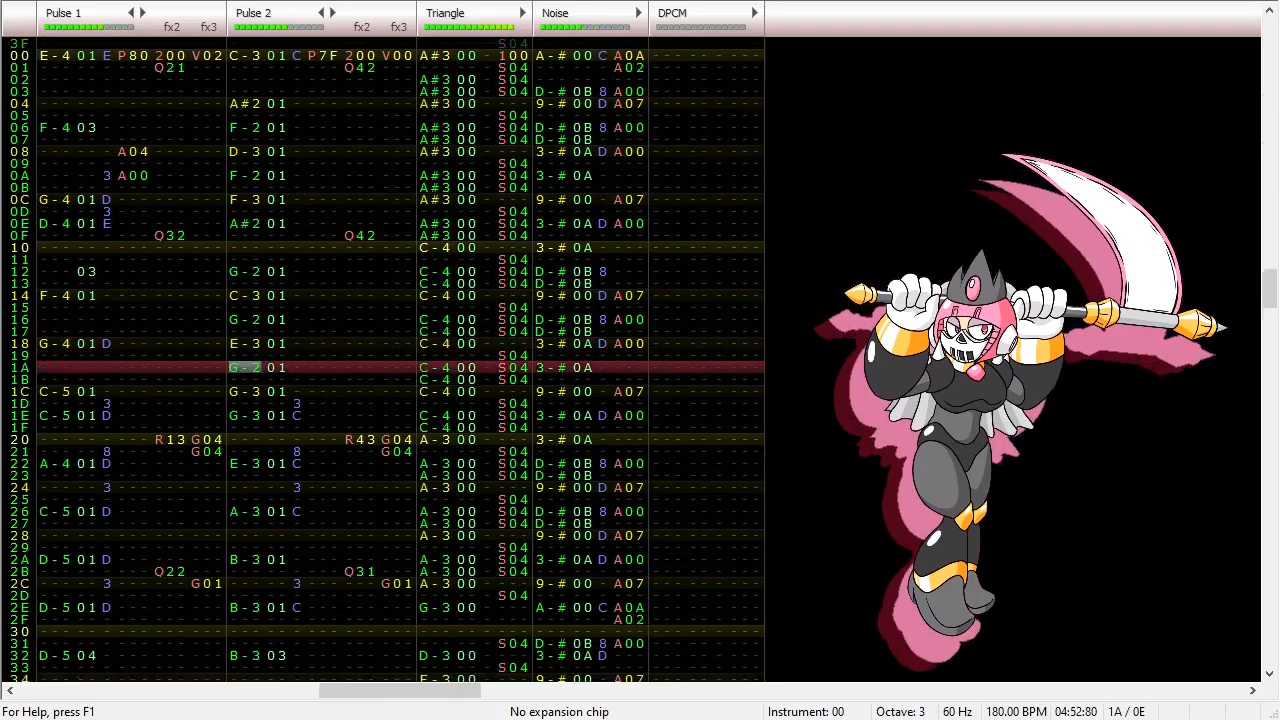 Pulse 1 Pulse 2 Triangle Noise DPCM
fx2 fx3 fx2 fx3
3F S04
00 E-4 01 E P80 200 V02 C-3 01 C P7F 200 V00 A#3 00 100 A-# 00 C A0A
01 Q21 Q42 S04 A02
02 A#3 00 S04
03 A#3 00 S04 D-# 0B 8 A00
04 A#2 01 A#3 00 9-# 00 D A07
05 S04
06 F-4 03 F-2 01 A#3 00 S04 D-# 0B 8 A00
07 A#3 00 S04 D-# 0B
08 A04 D-3 01 A#3 00 3-# 0A D A00
09 S04
0A 3 A00 F-2 01 A#3 00 S04 3-# 0A
0B A#3 00 S04
0C G-4 01 D F-3 01 A#3 00 9-# 00 A07
0D 3 S04
0E D-4 01 E A#2 01 A#3 00 S04 3-# 0A D A00
0F Q32 Q42 A#3 00 S04
10 C-4 00 3-# 0A
11 S04
12 03 G-2 01 C-4 00 S04 D-# 0B 8
13 C-4 00 S04 D-# 0B
14 F-4 01 C-3 01 C-4 00 9-# 00 D A07
15 S04
16 G-2 01 C-4 00 S04 D-# 0B 8 A00
17 C-4 00 S04 D-# 0B
18 G-4 01 D E-3 01 C-4 00 3-# 0A D A00
19 S04
1A G-2 01 C-4 00 S04 3-# 0A
1B C-4 00 S04
1C C-5 01 G-3 01 C-4 00 9-# 00 A07
1D 3 3 S04
1E C-5 01 D G-3 01 C C-4 00 S04 3-# 0A D A00
1F C-4 00 S04
20 R13 G04 R43 G04 A-3 00 3-# 0A
21 8 G04 8 G04 S04
22 A-4 01 D E-3 01 C A-3 00 S04 D-# 0B 8 A00
23 A-3 00 S04 D-# 0B
24 3 3 A-3 00 9-# 00 D A07
25 S04
26 C-5 01 D A-3 01 C A-3 00 S04 D-# 0B 8 A00
27 A-3 00 S04 D-# 0B
28 A-3 00 9-# 00 D A07
29 S04
2A D-5 01 D B-3 01 A-3 00 S04 3-# 0A D A00
2B Q22 Q31 A-3 00 S04
2C 3 G01 3 G01 A-3 00 9-# 00 A07
2D S04
2E D-5 01 D B-3 01 C G-3 00 A-# 00 C A0A
2F A02
30
31 S04 D-# 0B 8 A00
32 D-5 04 B-3 03 D-3 00 3-# 0A D
33 S04
34 9-# 00 A07
For Help, press F1 No expansion chip Instrument: 00 Octave: 3 60 Hz 180.00 BPM 04:52:80 1A / 0E